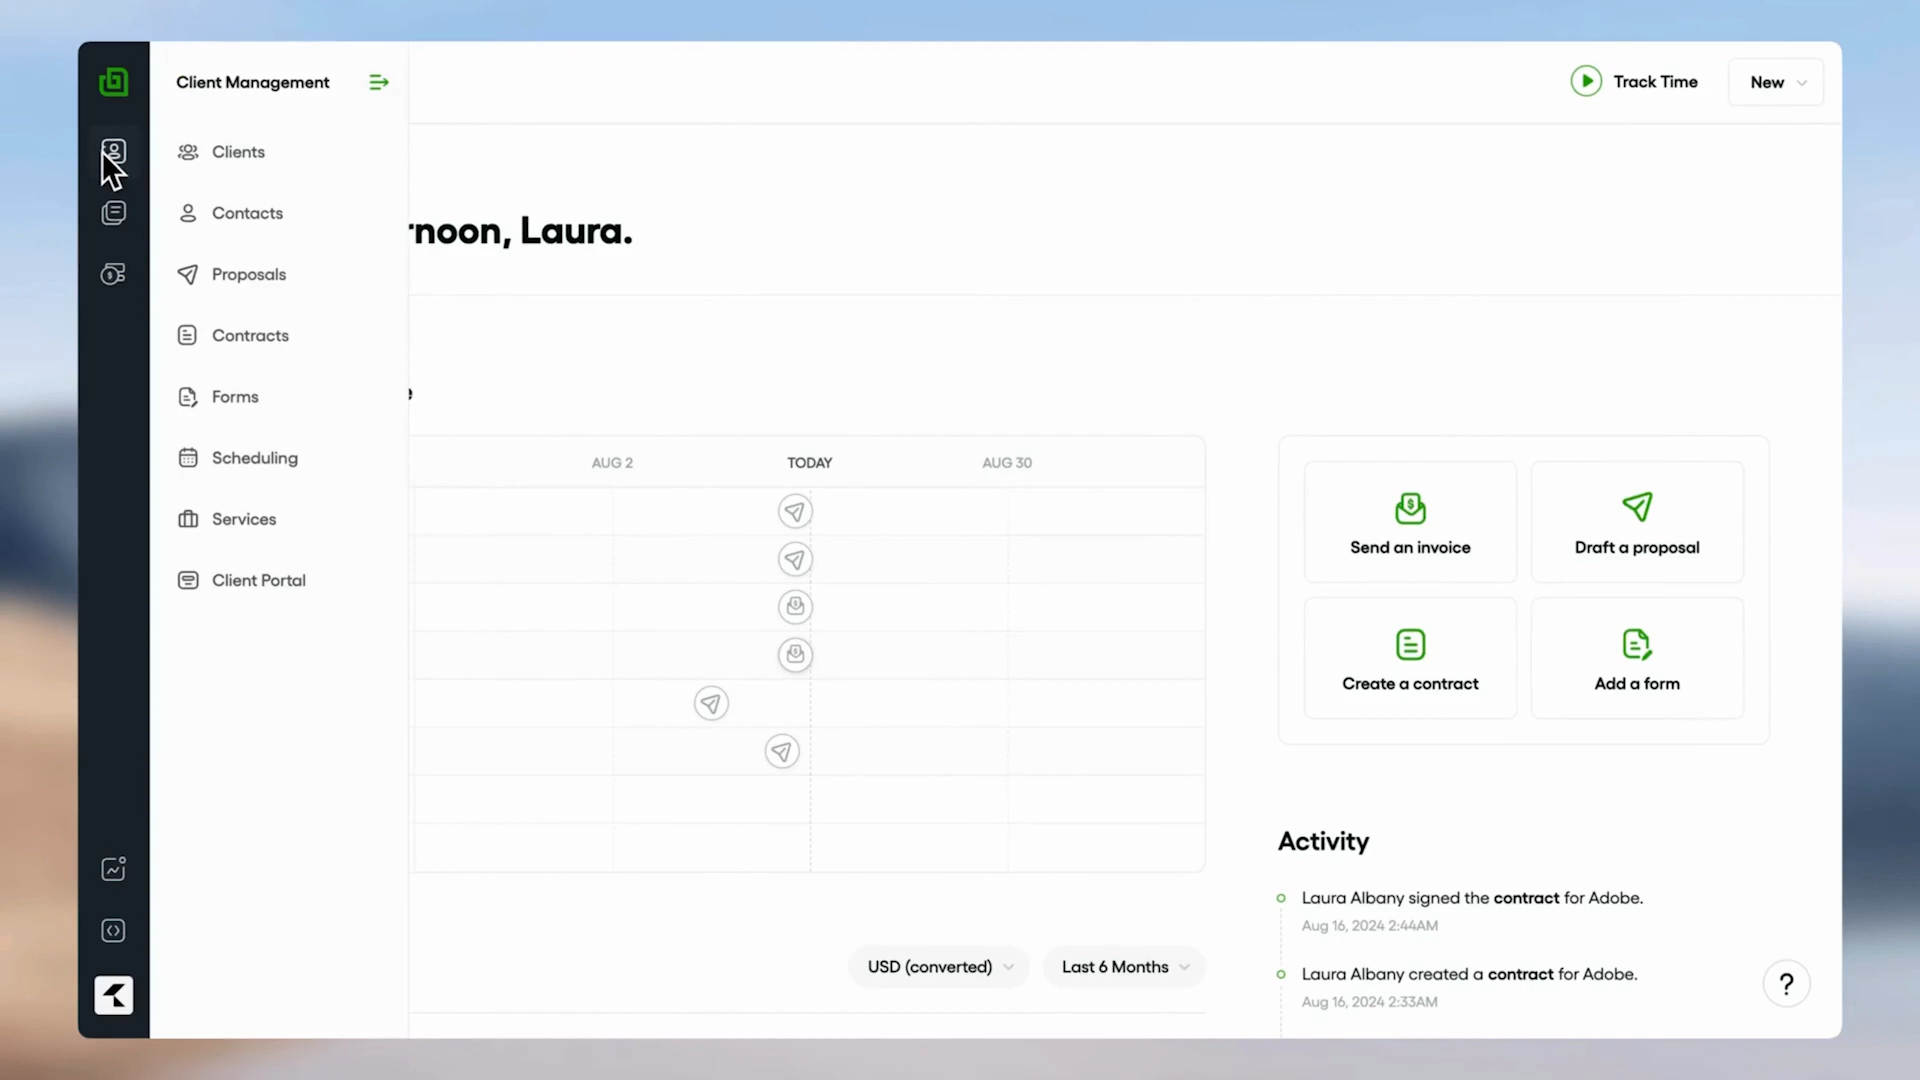 Client Management
Track Time
New
Clients
Contacts
Proposals
Contracts
Forms
Scheduling
Services
Client Portal
rnoon, Laura.
e
AUG 2
TODAY
AUG 30
Send an invoice
Draft a proposal
Create a contract
Add a form
Activity
Laura Albany signed the contract for Adobe.
Aug 16, 2024 2:44AM
Laura Albany created a contract for Adobe.
Aug 16, 2024 2:33AM
USD (converted)
Last 6 Months
?